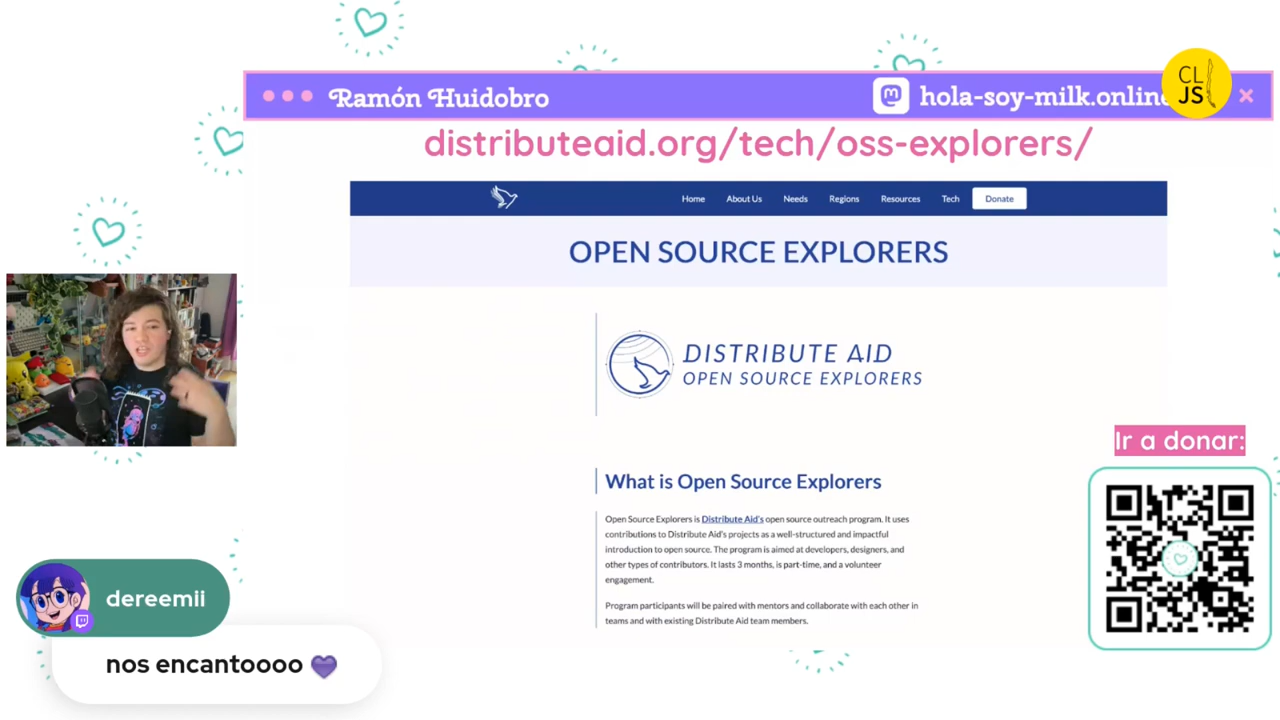 Ramón Huidobro
hola-soy-milk.online
CL
JS
distributeaid.org/tech/oss-explorers/
Home About Us Needs Regions Resources Tech Donate
OPEN SOURCE EXPLORERS
DISTRIBUTE AID
OPEN SOURCE EXPLORERS
Ir a donar:
What is Open Source Explorers
Open Source Explorers is Distribute Aid's open source outreach program. It uses
contributions to Distribute Aid's projects as a well-structured and impactful
introduction to open source. The program is aimed at developers, designers, and
other types of contributors. It lasts 3 months, is part-time, and a volunteer
engagement.
Program participants will be paired with mentors and collaborate with each other in
teams and with existing Distribute Aid team members.
dereemii
nos encantoooo 💜